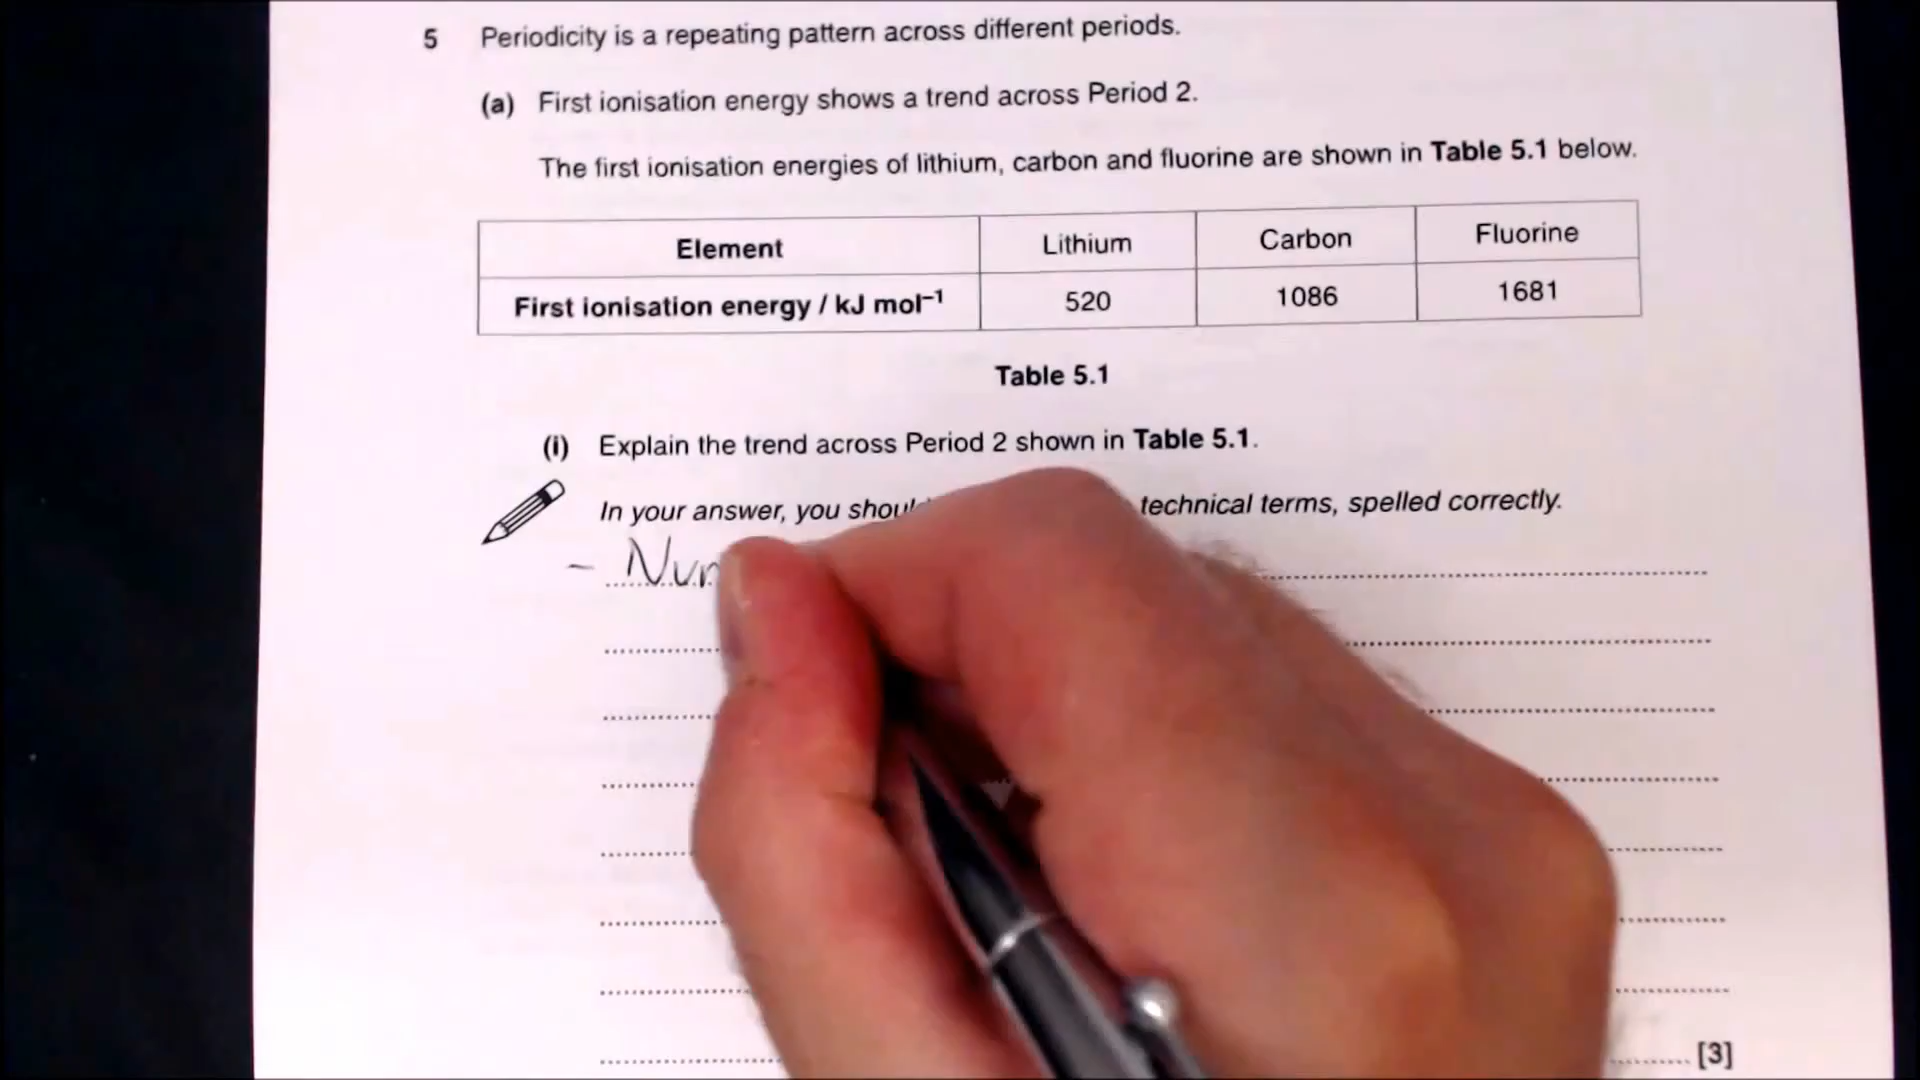 5 Periodicity is a repeating pattern across different periods.
(a) First ionisation energy shows a trend across Period 2.
The first ionisation energies of lithium, carbon and fluorine are shown in Table 5.1 below.
Element Lithium Carbon Fluorine
First ionisation energy / kJ mol⁻¹ 520 1086 1681
Table 5.1
(i) Explain the trend across Period 2 shown in Table 5.1.
In your answer, you technical terms, spelled correctly.
-
[3]